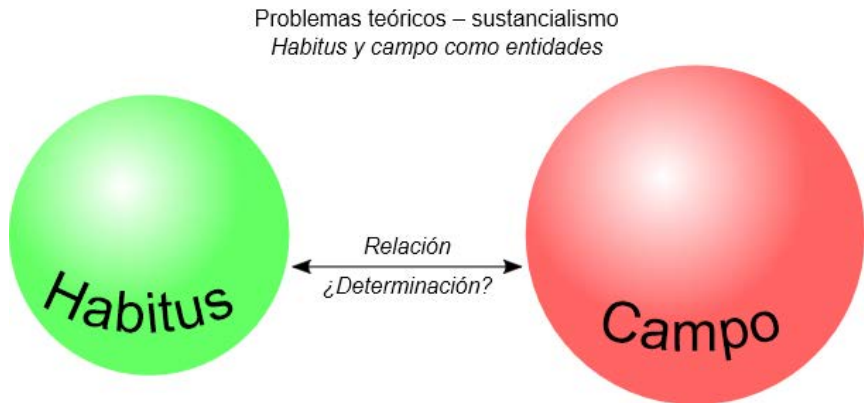 Problemas teóricos – sustancialismo
Habitus y campo como entidades
Relación
¿Determinación?
Habitus
Campo